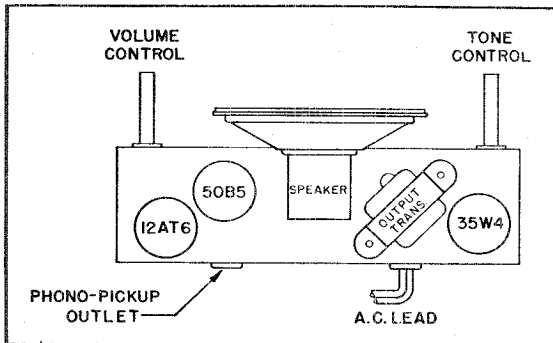 VOLUME
CONTROL
TONE
CONTROL
50B5
SPEAKER
OUTPUT
TRANS.
12AT6
35W4
PHONO-PICKUP
OUTLET
A.C. LEAD